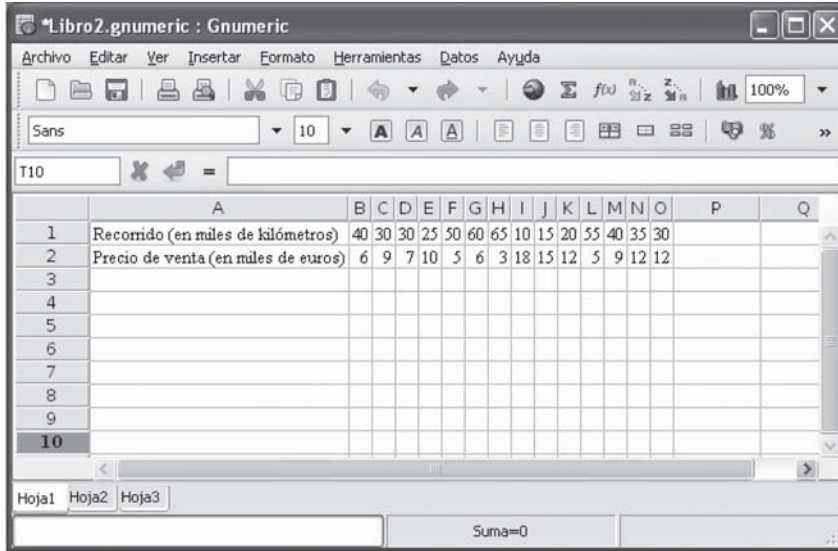 *Libro2.gnumeric : Gnumeric
Archivo Editar Ver Insertar Formato Herramientas Datos Ayuda
100%
Sans 10 A A A % »
T10 =
A B C D E F G H I J K L M N O P Q
1 Recorrido (en miles de kilómetros) 40 30 30 25 50 60 65 10 15 20 55 40 35 30
2 Precio de venta (en miles de euros) 6 9 7 10 5 6 3 18 15 12 5 9 12 12
3
4
5
6
7
8
9
10
Hoja1 Hoja2 Hoja3
Suma=0